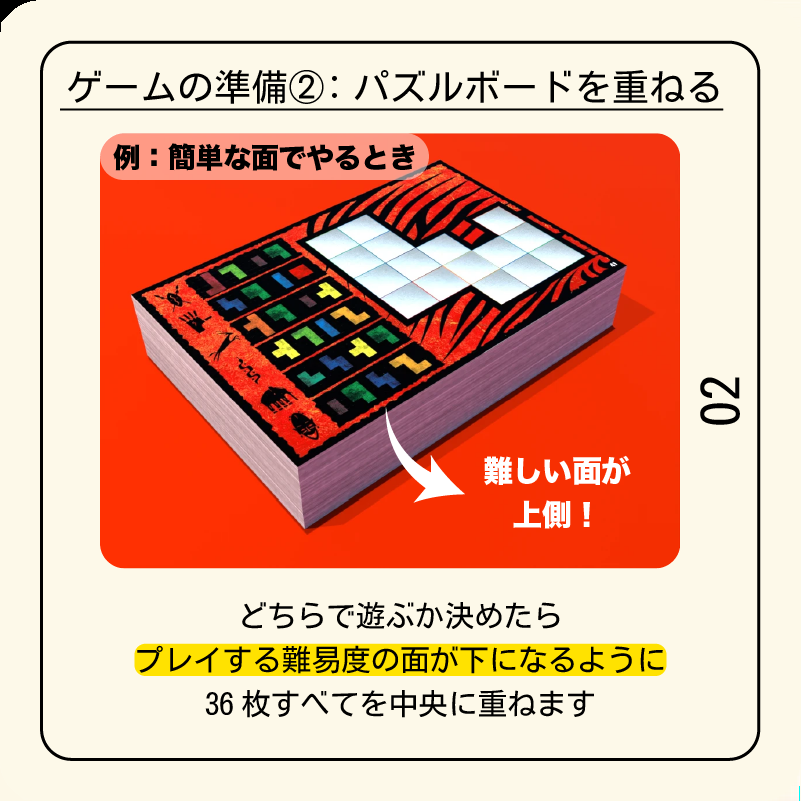 ゲームの準備②：パズルボードを重ねる
例：簡単な面でやるとき
難しい面が
上側！
02
どちらで遊ぶか決めたら
プレイする難易度の面が下になるように
36枚すべてを中央に重ねます